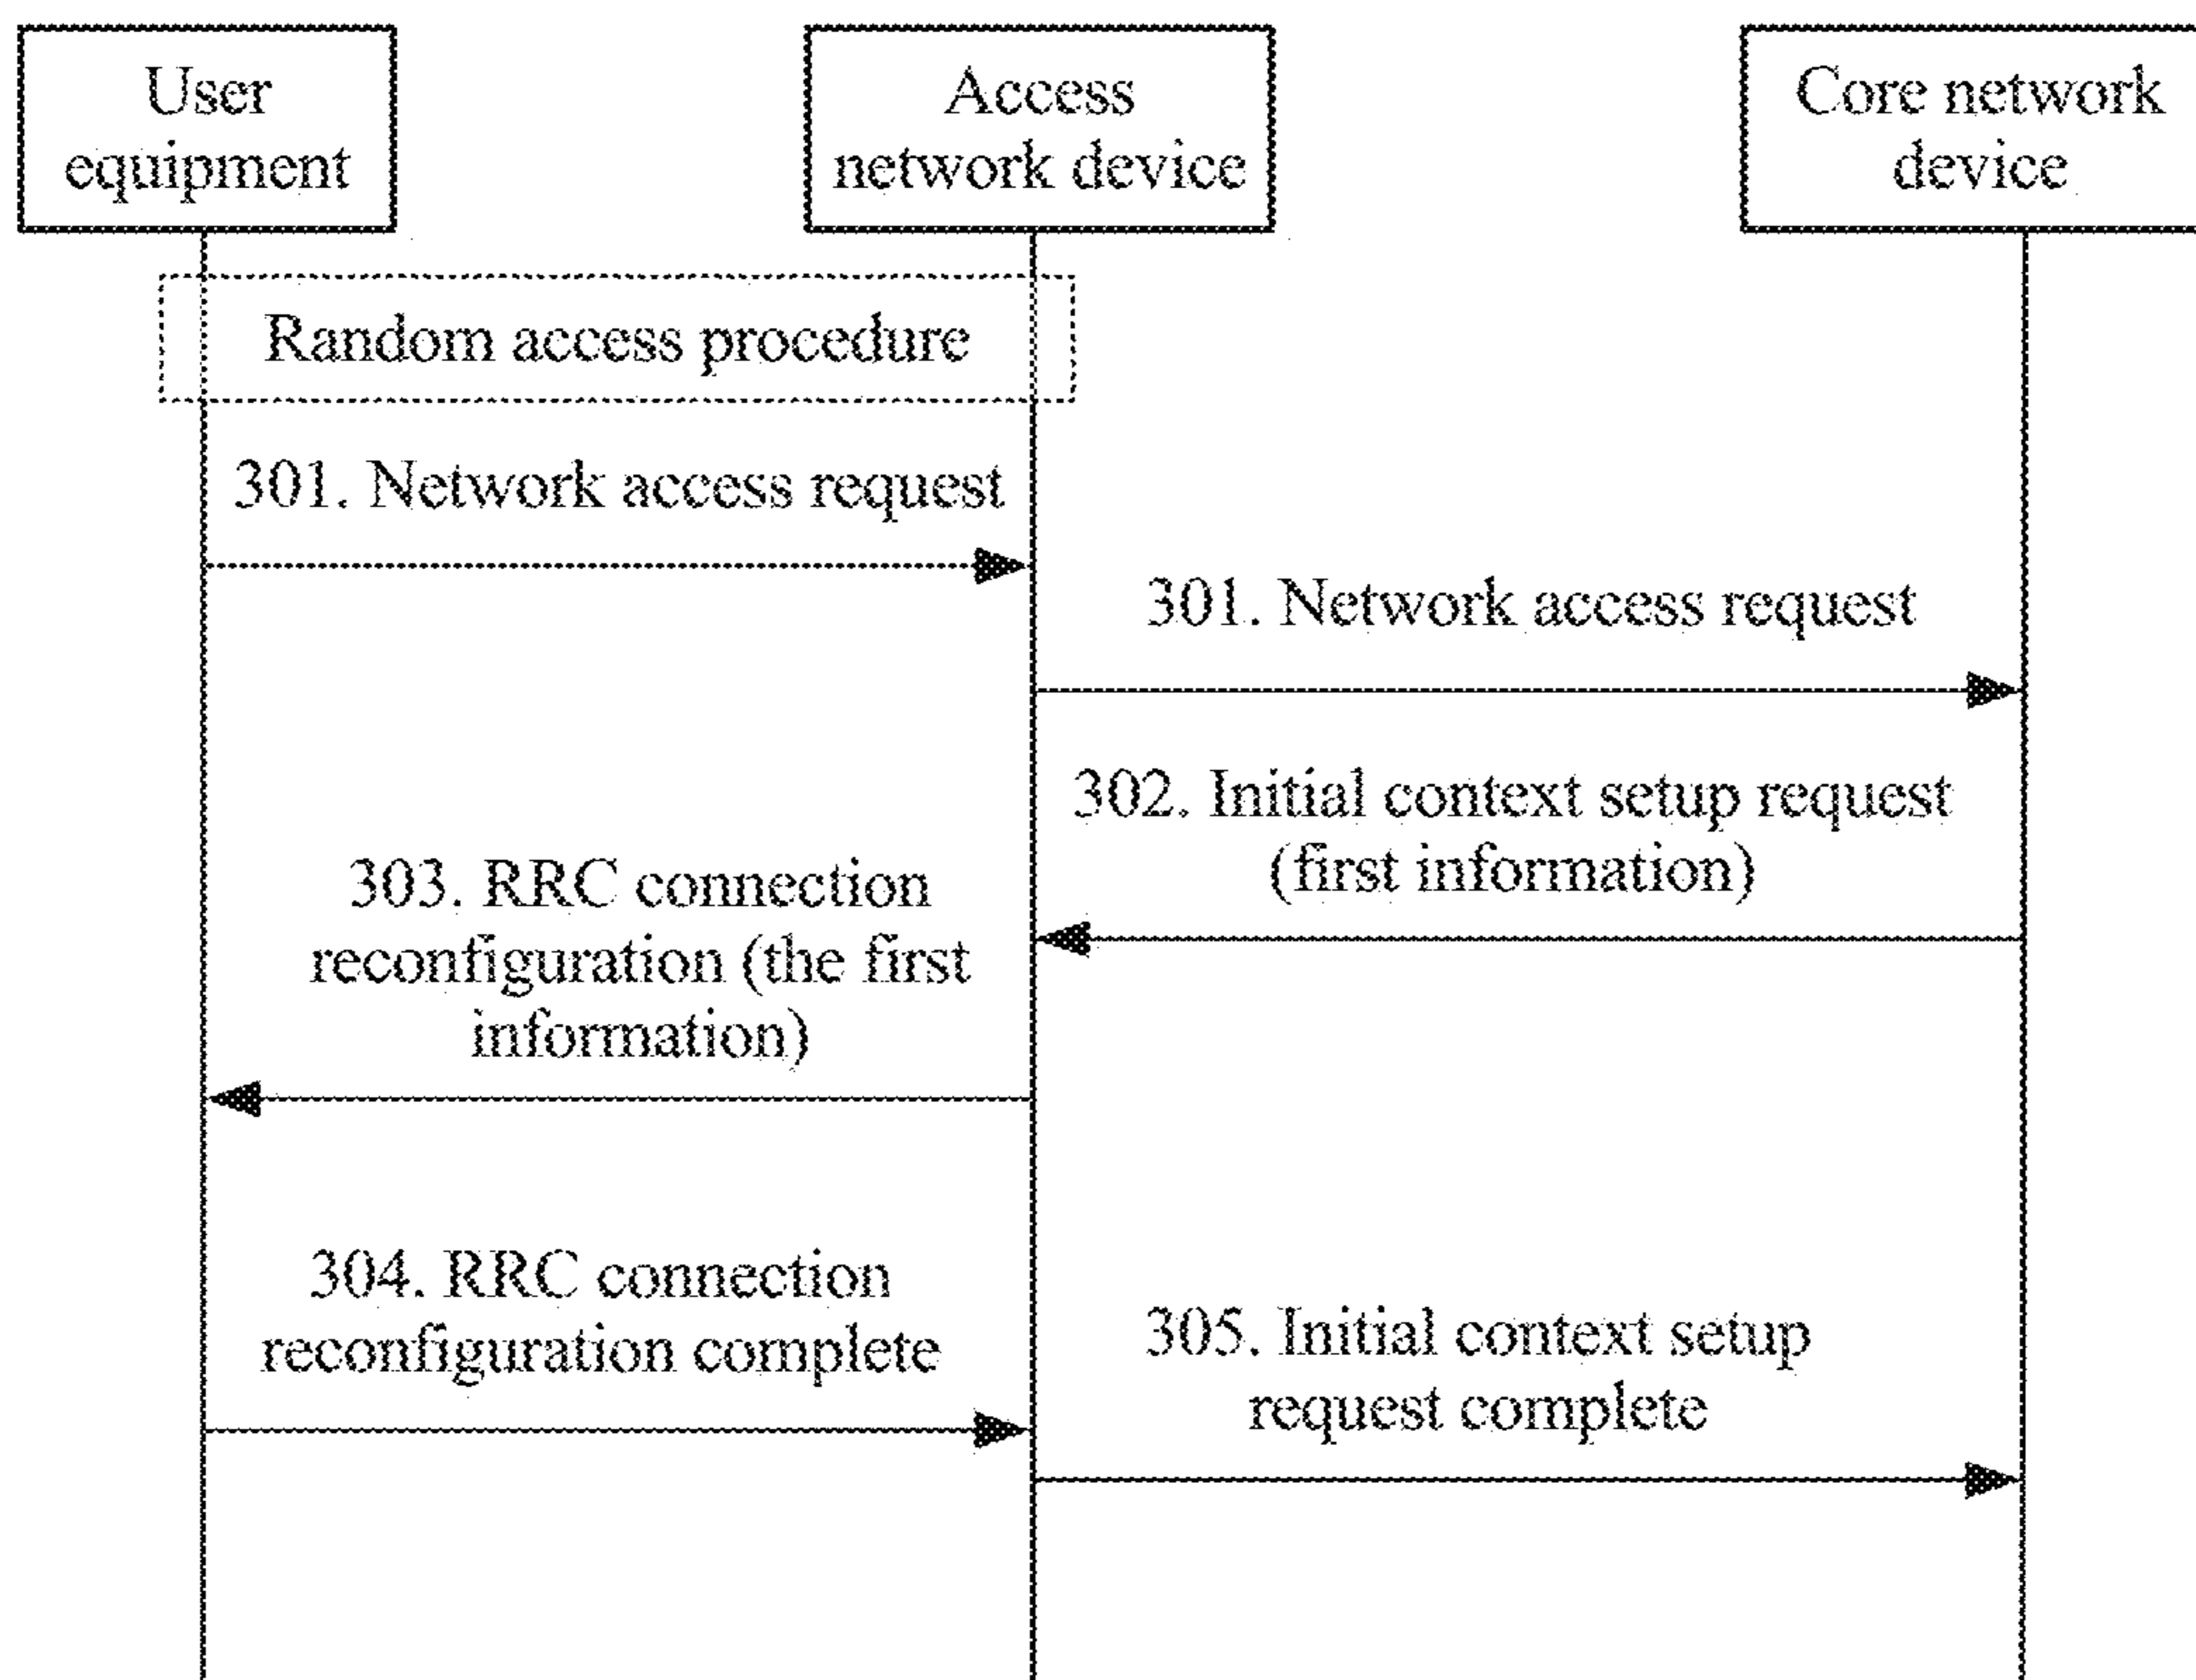 User
equipment
Access
network device
Core network
device
Random access procedure
301. Network access request
301. Network access request
302. Initial context setup request
(first information)
303. RRC connection
reconfiguration (the first
information)
304. RRC connection
reconfiguration complete
305. Initial context setup
request complete